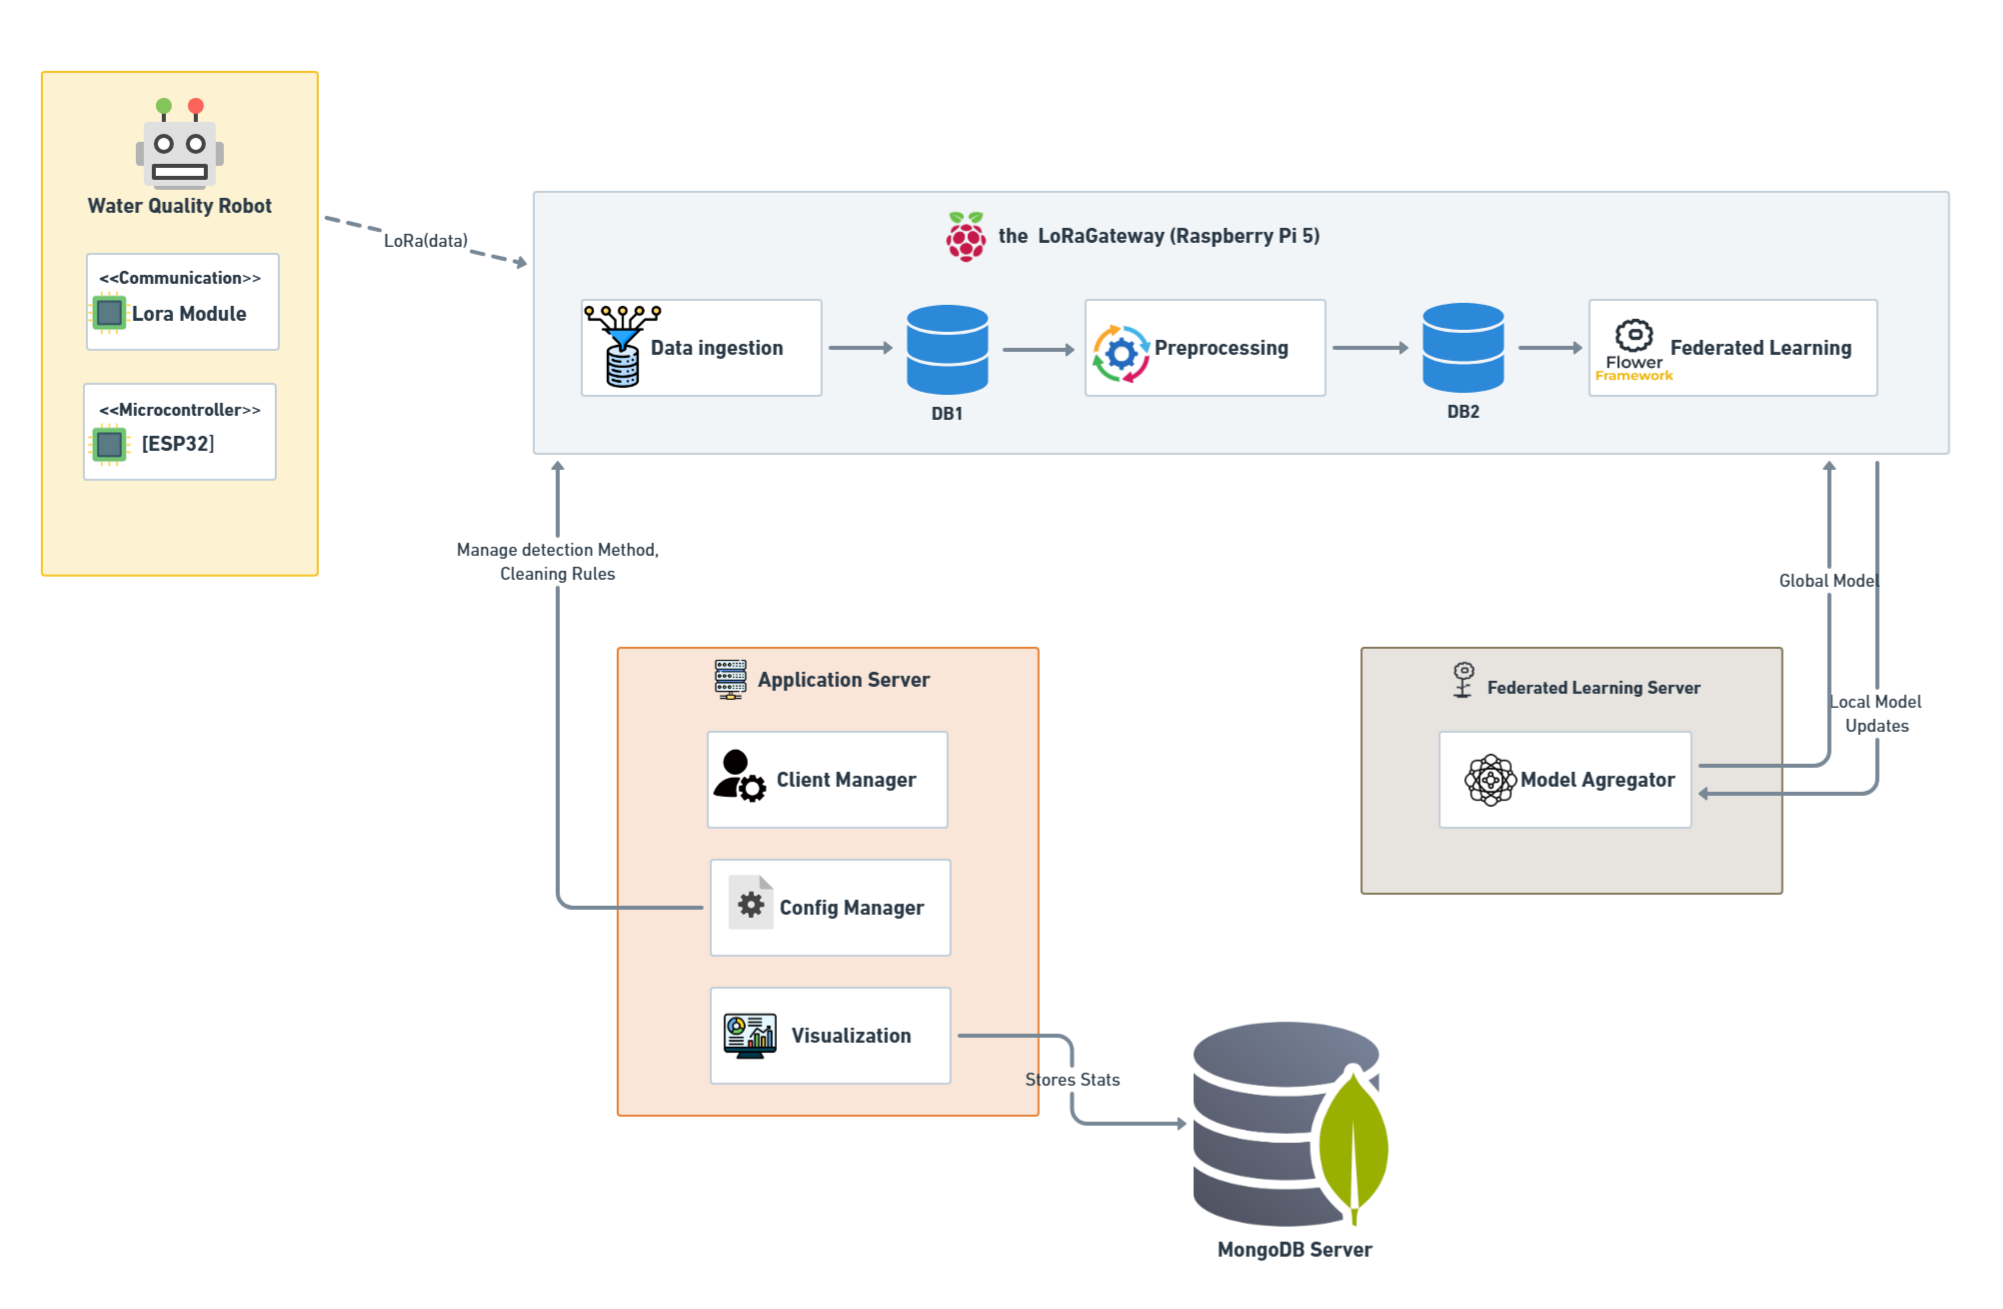 Water Quality Robot
<<Communication>>
Lora Module
<<Microcontroller>>
[ESP32]
LoRa(data)
the LoRaGateway (Raspberry Pi 5)
Data ingestion
DB1
Preprocessing
DB2
Flower
Framework
Federated Learning
Manage detection Method,
Cleaning Rules
Global Model
Local Model
Updates
Application Server
Client Manager
Config Manager
Visualization
Stores Stats
Federated Learning Server
Model Agregator
MongoDB Server